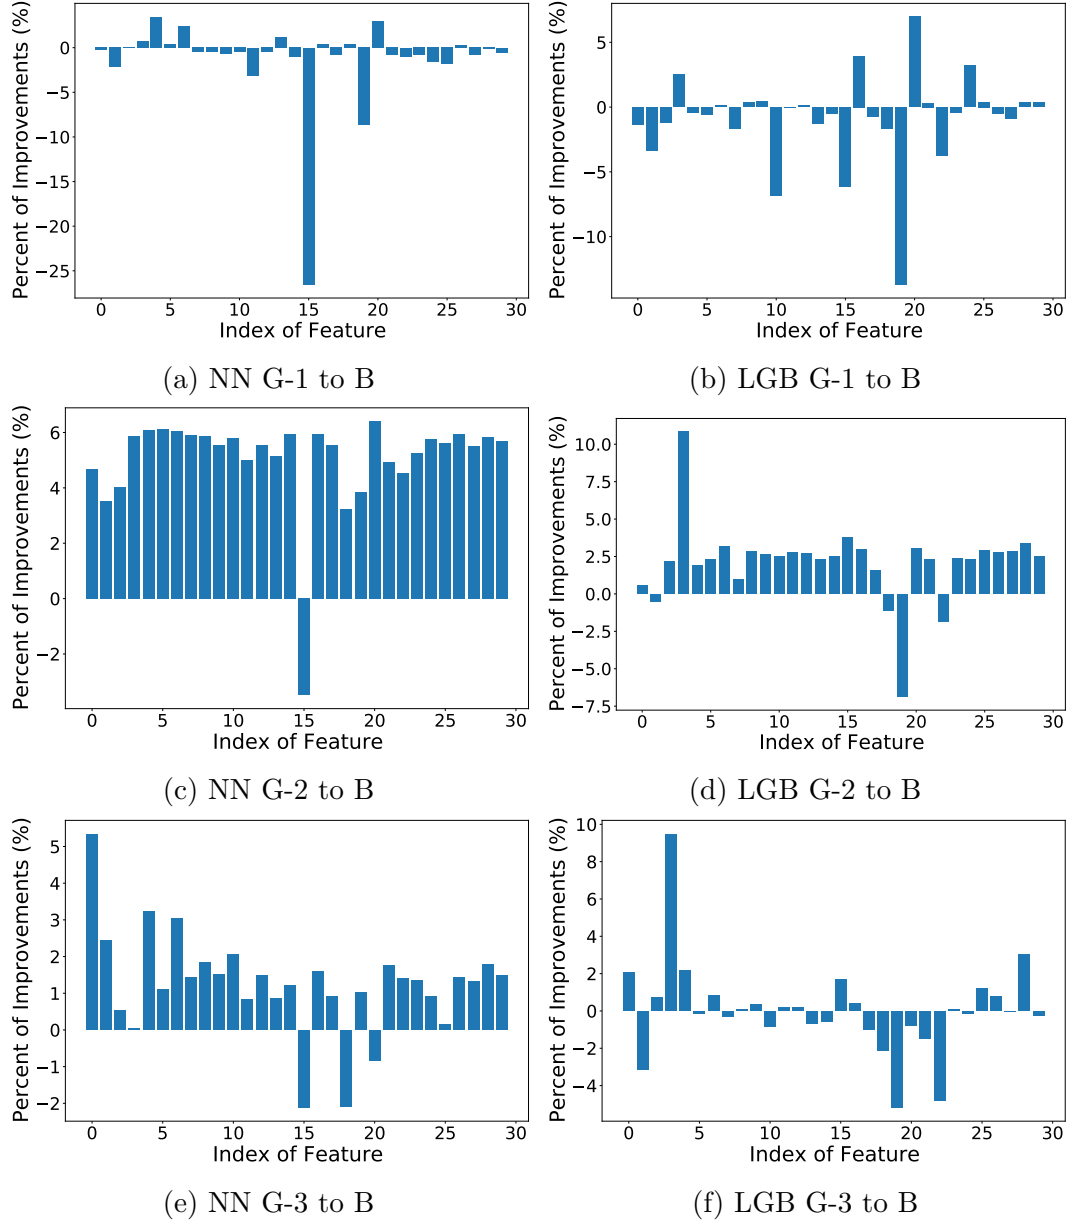 Percent of Improvements (%)
0
−5
−10
−15
−20
−25
0 5 10 15 20 25 30
Index of Feature
(a) NN G-1 to B
Percent of Improvements (%)
5
0
−5
−10
0 5 10 15 20 25 30
Index of Feature
(b) LGB G-1 to B
Percent of Improvements (%)
6
4
2
0
−2
0 5 10 15 20 25 30
Index of Feature
(c) NN G-2 to B
Percent of Improvements (%)
10.0
7.5
5.0
2.5
0.0
−2.5
−5.0
−7.5
0 5 10 15 20 25 30
Index of Feature
(d) LGB G-2 to B
Percent of Improvements (%)
5
4
3
2
1
0
−1
−2
0 5 10 15 20 25 30
Index of Feature
(e) NN G-3 to B
Percent of Improvements (%)
10
8
6
4
2
0
−2
−4
0 5 10 15 20 25 30
Index of Feature
(f) LGB G-3 to B